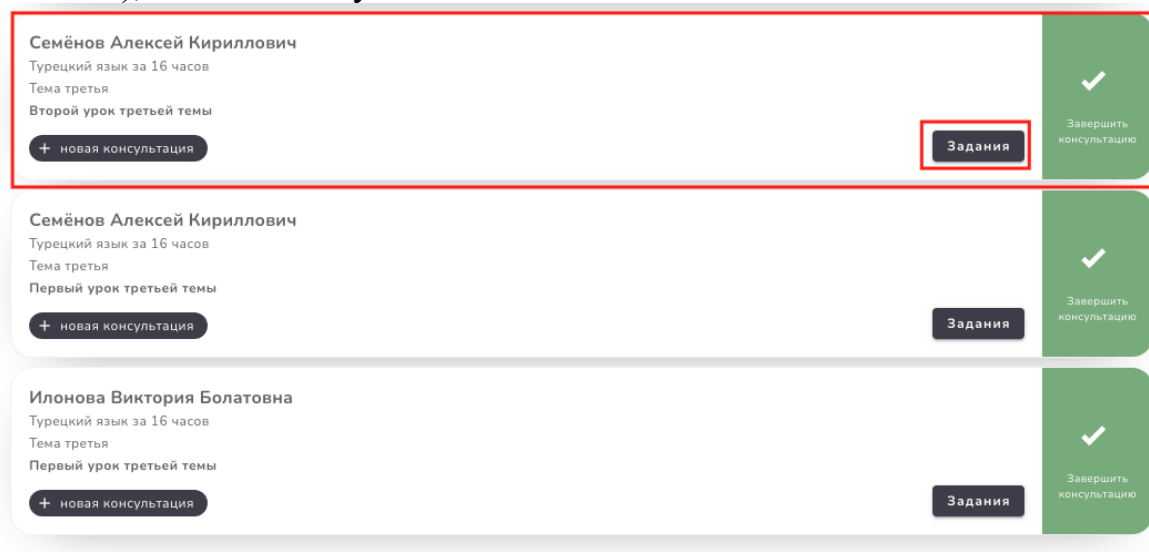 Семёнов Алексей Кириллович
Турецкий язык за 16 часов
Тема третья
Второй урок третьей темы
+ новая консультация
Задания
Завершить
консультацию
Семёнов Алексей Кириллович
Турецкий язык за 16 часов
Тема третья
Первый урок третьей темы
+ новая консультация
Задания
Завершить
консультацию
Илонова Виктория Болатовна
Турецкий язык за 16 часов
Тема третья
Первый урок третьей темы
+ новая консультация
Задания
Завершить
консультацию